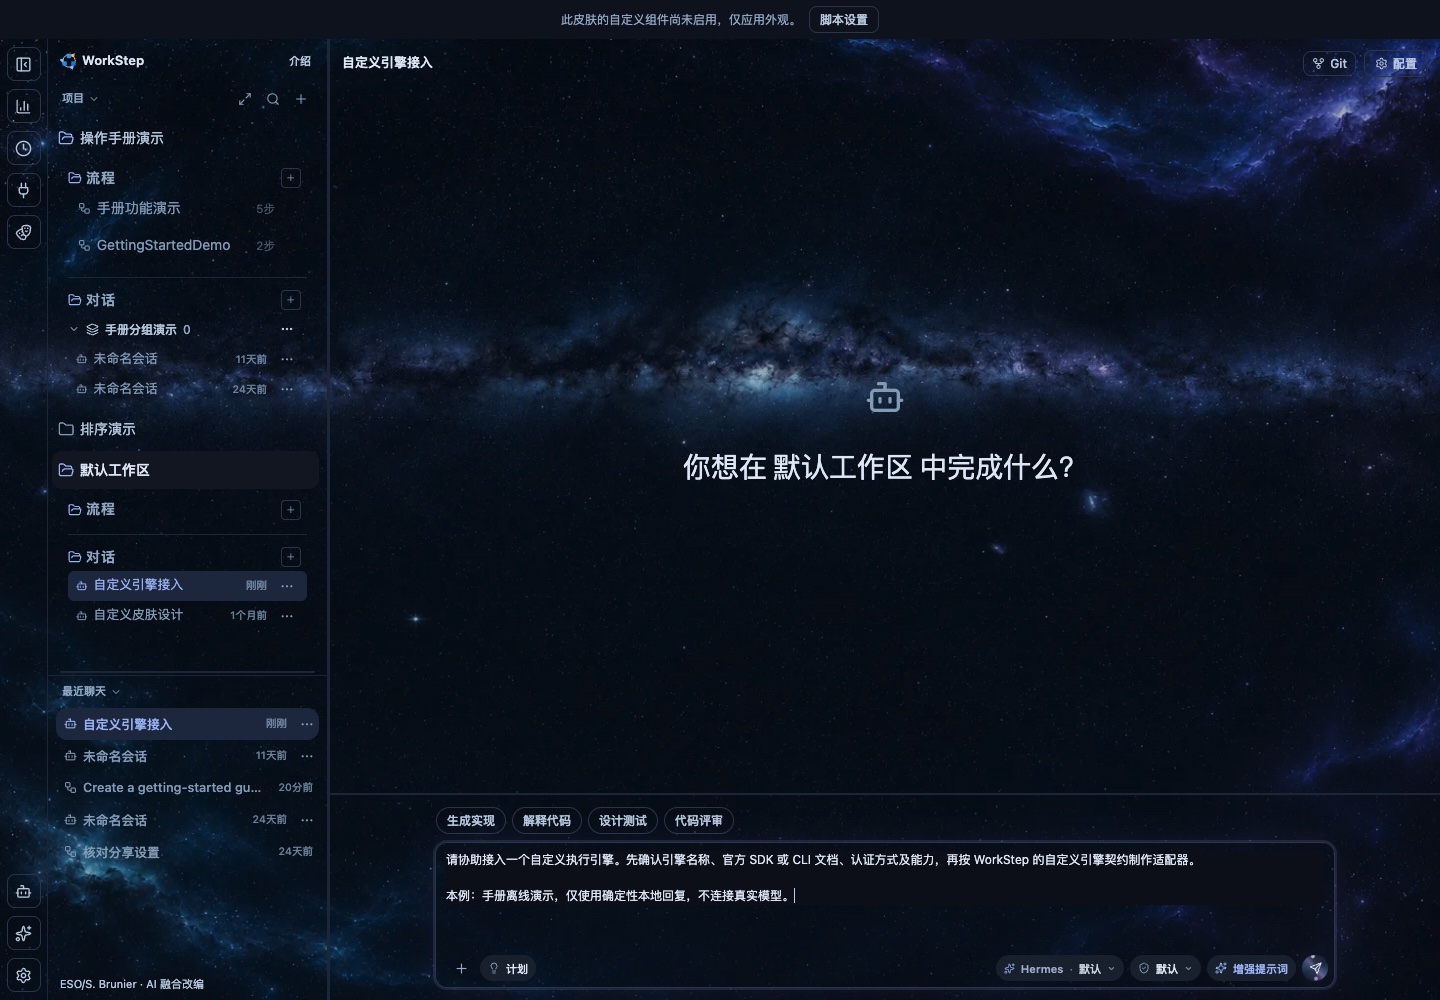 此皮肤的自定义组件尚未启用，仅应用外观。 脚本设置
WorkStep 介绍
项目
操作手册演示
流程
手册功能演示 5步
GettingStartedDemo 2步
对话
手册分组演示 0
未命名会话 11天前
未命名会话 24天前
排序演示
默认工作区
流程
对话
自定义引擎接入 刚刚
自定义皮肤设计 1个月前
最近聊天
自定义引擎接入 刚刚
未命名会话 11天前
Create a getting-started gu... 20分前
未命名会话 24天前
核对分享设置 24天前
ESO/S. Brunier · AI 融合改编
自定义引擎接入 Git 配置
你想在 默认工作区 中完成什么？
生成实现 解释代码 设计测试 代码评审
请协助接入一个自定义执行引擎。先确认引擎名称、官方 SDK 或 CLI 文档、认证方式及能力，再按 WorkStep 的自定义引擎契约制作适配器。
本例：手册离线演示，仅使用确定性本地回复，不连接真实模型。
计划 Hermes · 默认 默认 增强提示词